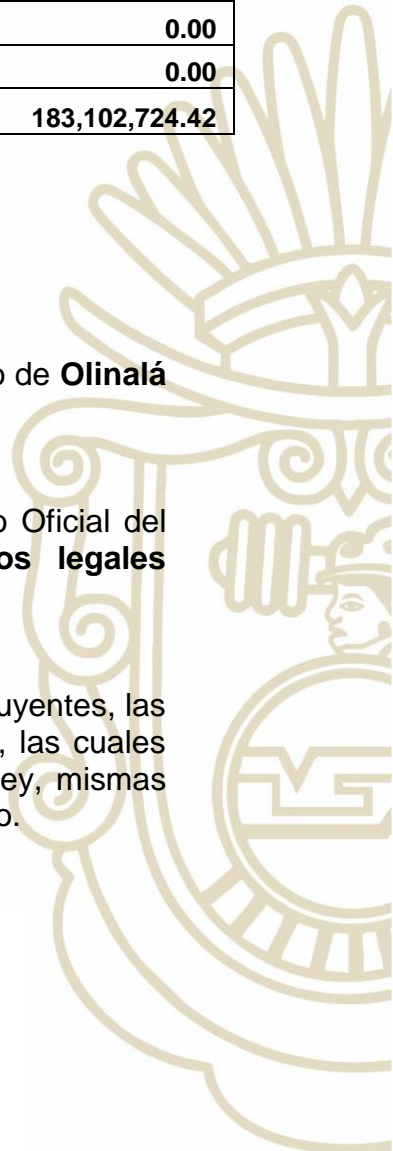 0.00
0.00
183,102,724.42
o de Olinalá
o Oficial del
os legales
uyentes, las
, las cuales
ey, mismas
o.